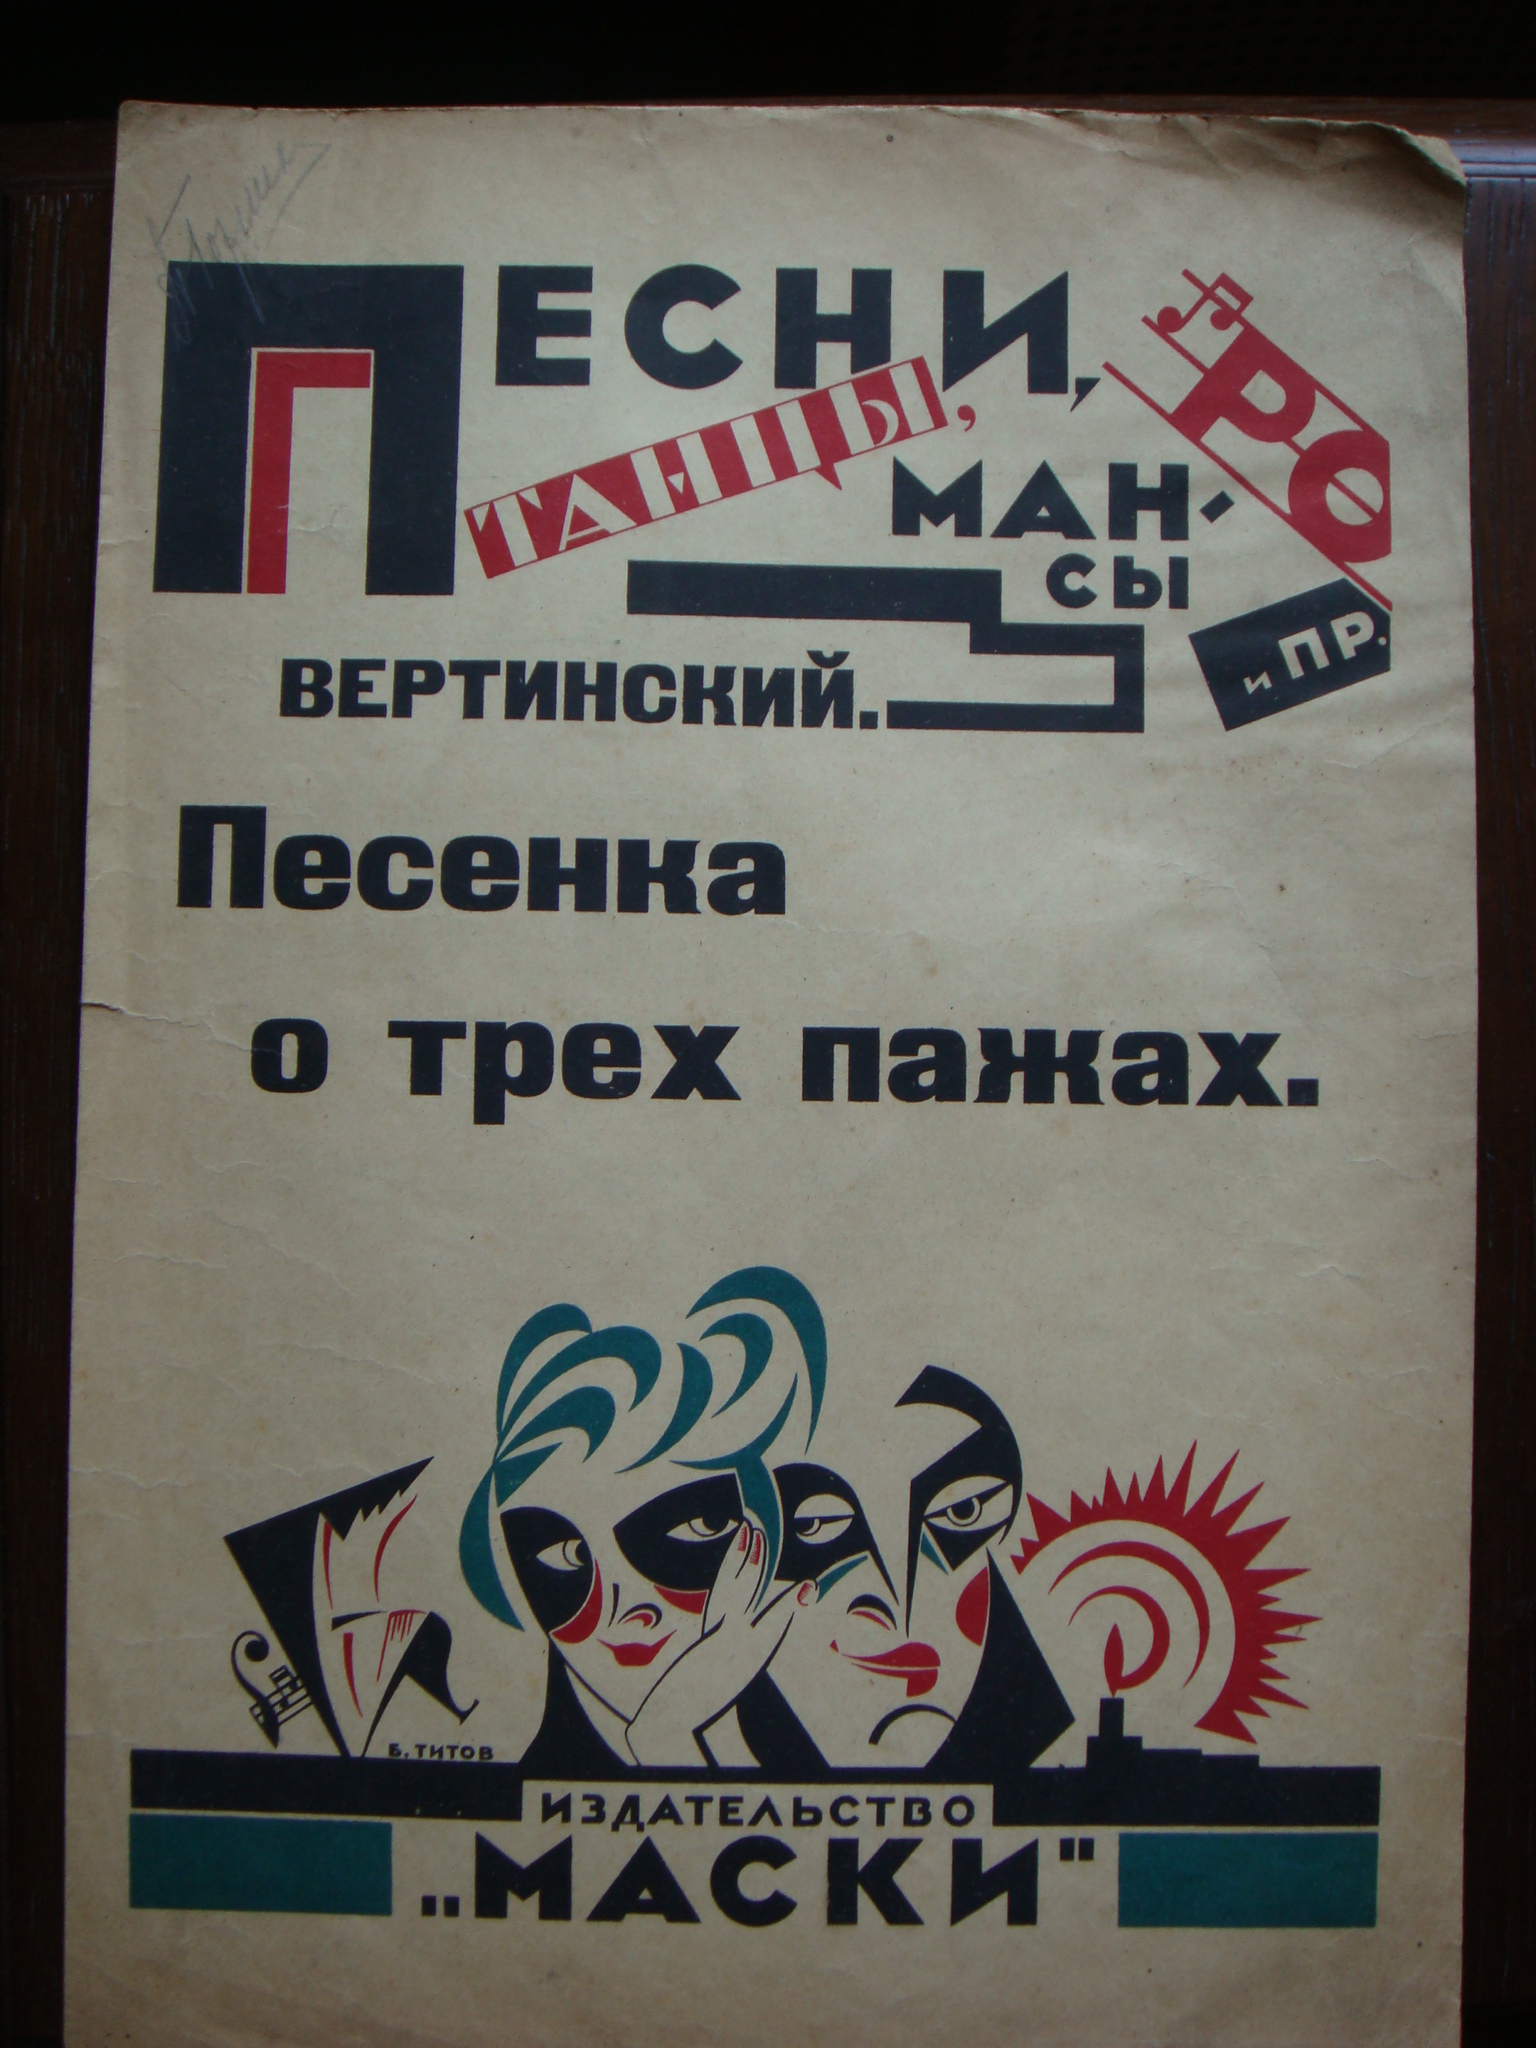 ПЕСНИ,
ТАНЦЫ,
РО
МАН-
СЫ
и ПР.
ВЕРТИНСКИЙ.
Песенка
о трех пажах.
Б. ТИТОВ
ИЗДАТЕЛЬСТВО
„МАСКИ"